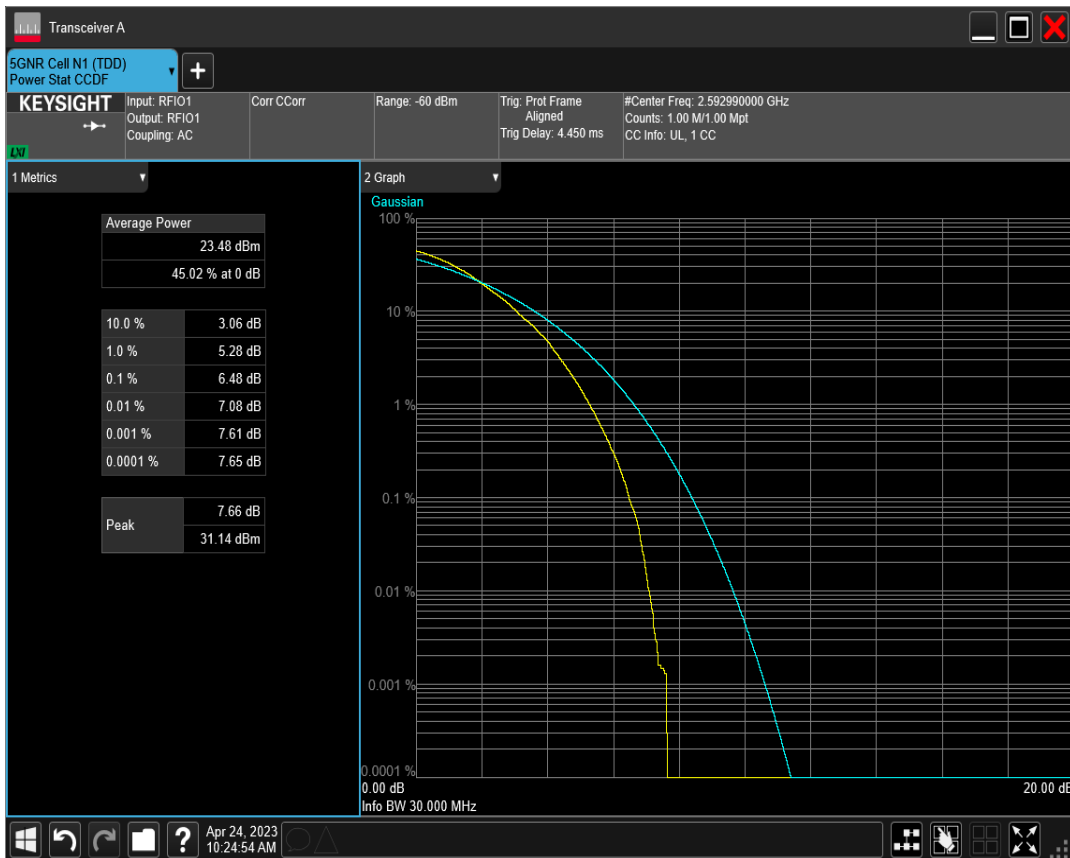 Transceiver A
5GNR Cell N1 (TDD)
Power Stat CCDF
KEYSIGHT
LXI
Input: RFIO1
Output: RFIO1
Coupling: AC
Corr CCorr
Range: -60 dBm
Trig: Prot Frame
Aligned
Trig Delay: 4.450 ms
#Center Freq: 2.592990000 GHz
Counts: 1.00 M/1.00 Mpt
CC Info: UL, 1 CC
1 Metrics
Average Power
23.48 dBm
45.02 % at 0 dB
10.0 % 3.06 dB
1.0 % 5.28 dB
0.1 % 6.48 dB
0.01 % 7.08 dB
0.001 % 7.61 dB
0.0001 % 7.65 dB
Peak
7.66 dB
31.14 dBm
2 Graph
Gaussian
100 %
10 %
1 %
0.1 %
0.01 %
0.001 %
0.0001 %
0.00 dB 20.00 dB
Info BW 30.000 MHz
?
Apr 24, 2023
10:24:54 AM